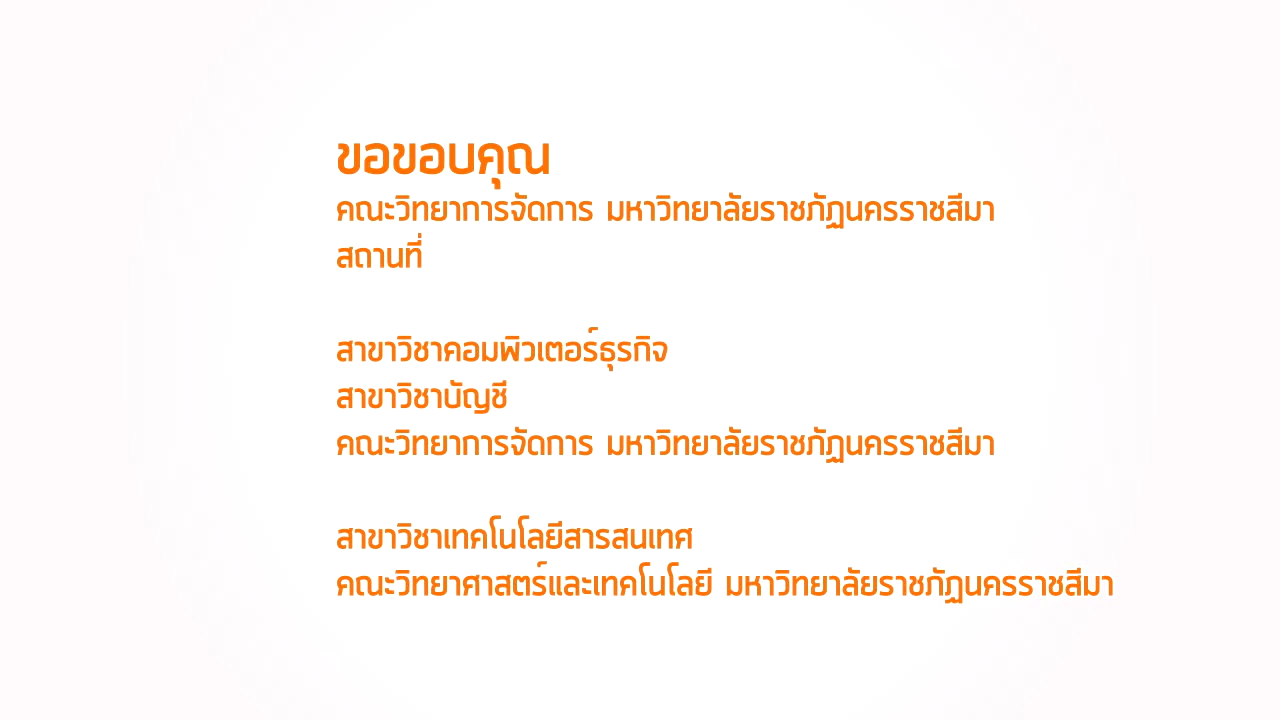 ขอขอบคุณ
คณะวิทยาการจัดการ มหาวิทยาลัยราชภัฏนครราชสีมา
สถานที่
สาขาวิชาคอมพิวเตอร์ธุรกิจ
สาขาวิชาบัญชี
คณะวิทยาการจัดการ มหาวิทยาลัยราชภัฏนครราชสีมา
สาขาวิชาเทคโนโลยีสารสนเทศ
คณะวิทยาศาสตร์และเทคโนโลยี มหาวิทยาลัยราชภัฏนครราชสีมา